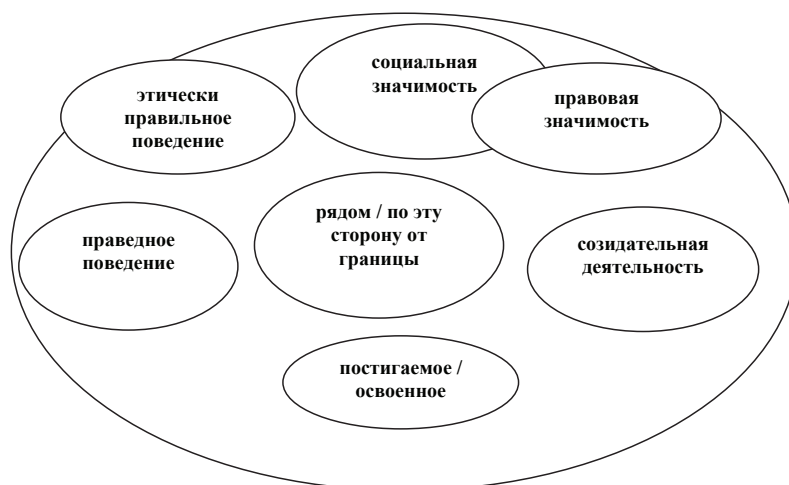 социальная
значимость
этически
правильное
поведение
правовая
значимость
рядом / по эту
сторону от
границы
праведное
поведение
созидательная
деятельность
постигаемое /
освоенное